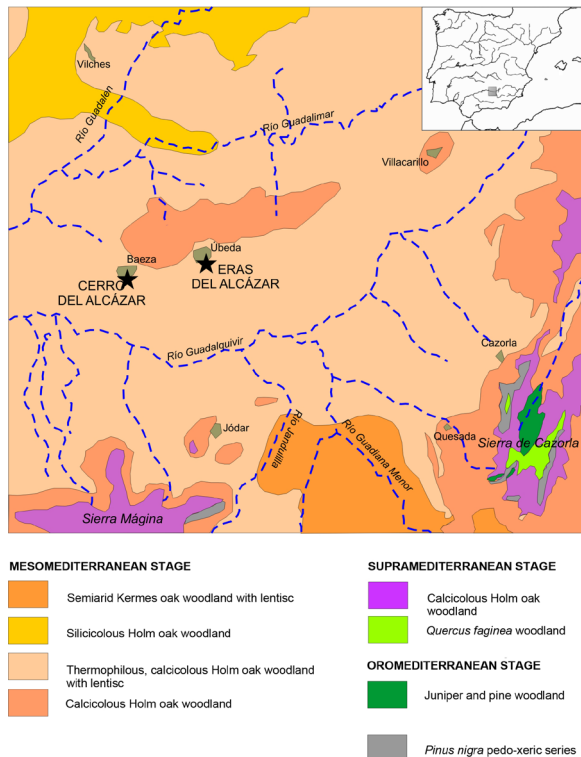 Vilches
Río Guadalen
Río Guadalimar
Villacarillo
Úbeda
Baeza
ERAS
DEL ALCÁZAR
CERRO
DEL ALCÁZAR
Río Guadalquivir
Cazorla
Jódar
Río Jandulilla
Río Guadiana Menor
Quesada
Sierra de Cazorla
Sierra Mágina
MESOMEDITERRANEAN STAGE
Semiarid Kermes oak woodland with lentisc
Silicicolous Holm oak woodland
Thermophilous, calcicolous Holm oak woodland
with lentisc
Calcicolous Holm oak woodland
SUPRAMEDITERRANEAN STAGE
Calcicolous Holm oak
woodland
Quercus faginea woodland
OROMEDITERRANEAN STAGE
Juniper and pine woodland
Pinus nigra pedo-xeric series